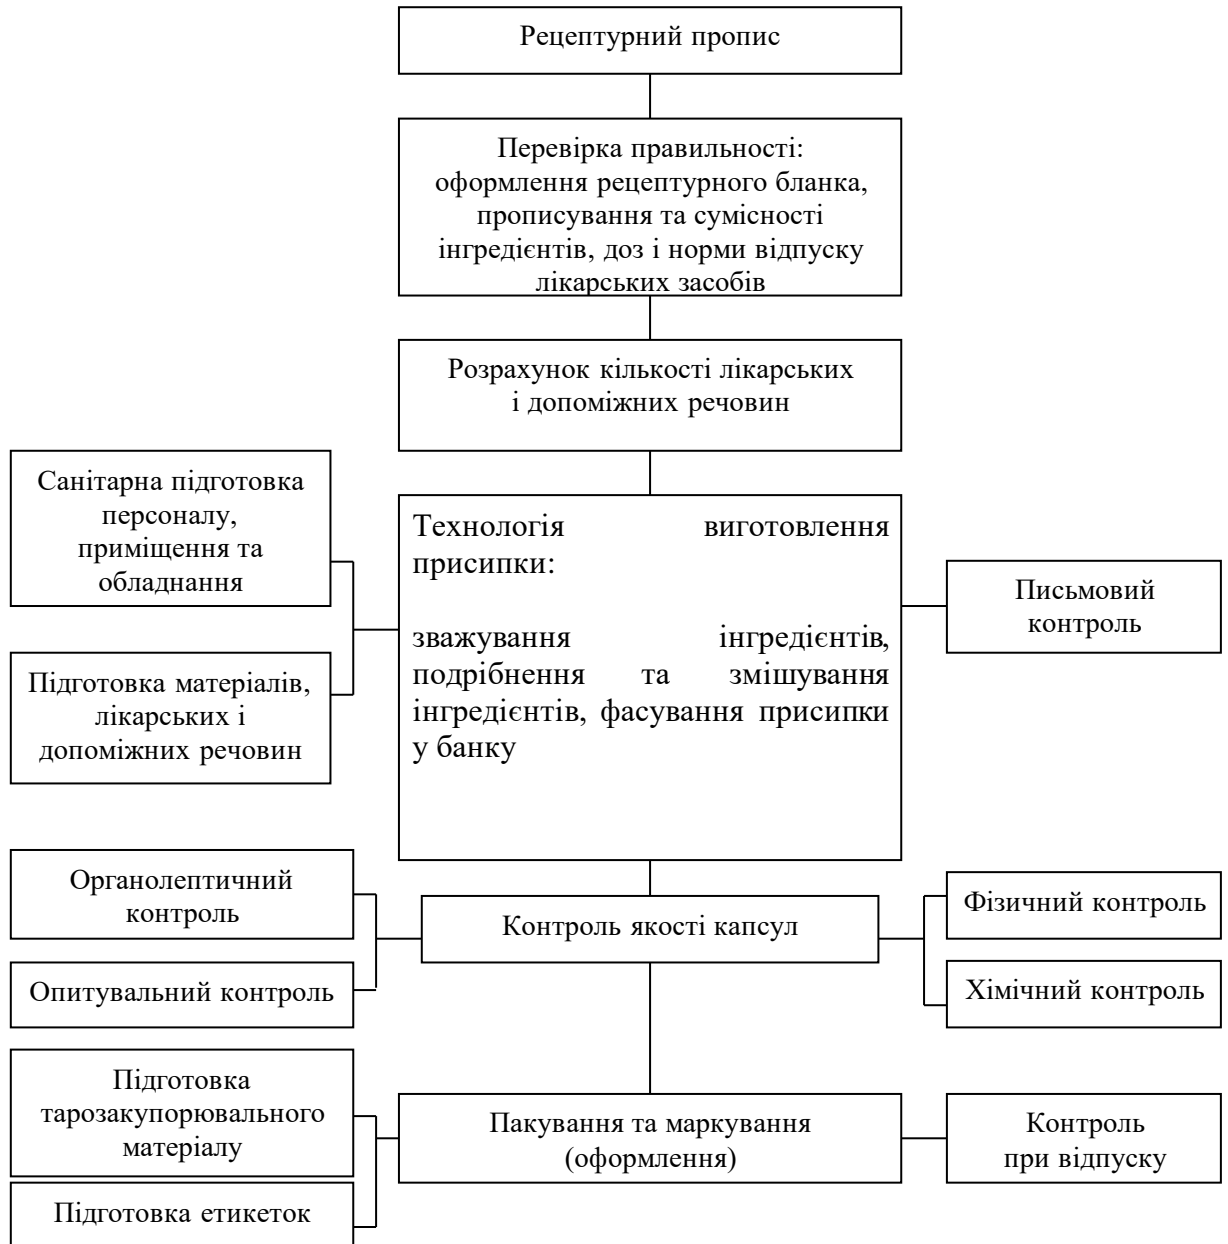 Рецептурний пропис
Перевірка правильності:
оформлення рецептурного бланка,
прописування та сумісності
інгредієнтів, доз і норми відпуску
лікарських засобів
Розрахунок кількості лікарських
і допоміжних речовин
Санітарна підготовка
персоналу,
приміщення та
обладнання
Підготовка матеріалів,
лікарських і
допоміжних речовин
Технологія виготовлення
присипки:
зважування інгредієнтів,
подрібнення та змішування
інгредієнтів, фасування присипки
у банку
Письмовий
контроль
Органолептичний
контроль
Опитувальний контроль
Контроль якості капсул
Фізичний контроль
Хімічний контроль
Підготовка
тарозакупорювального
матеріалу
Підготовка етикеток
Пакування та маркування
(оформлення)
Контроль
при відпуску